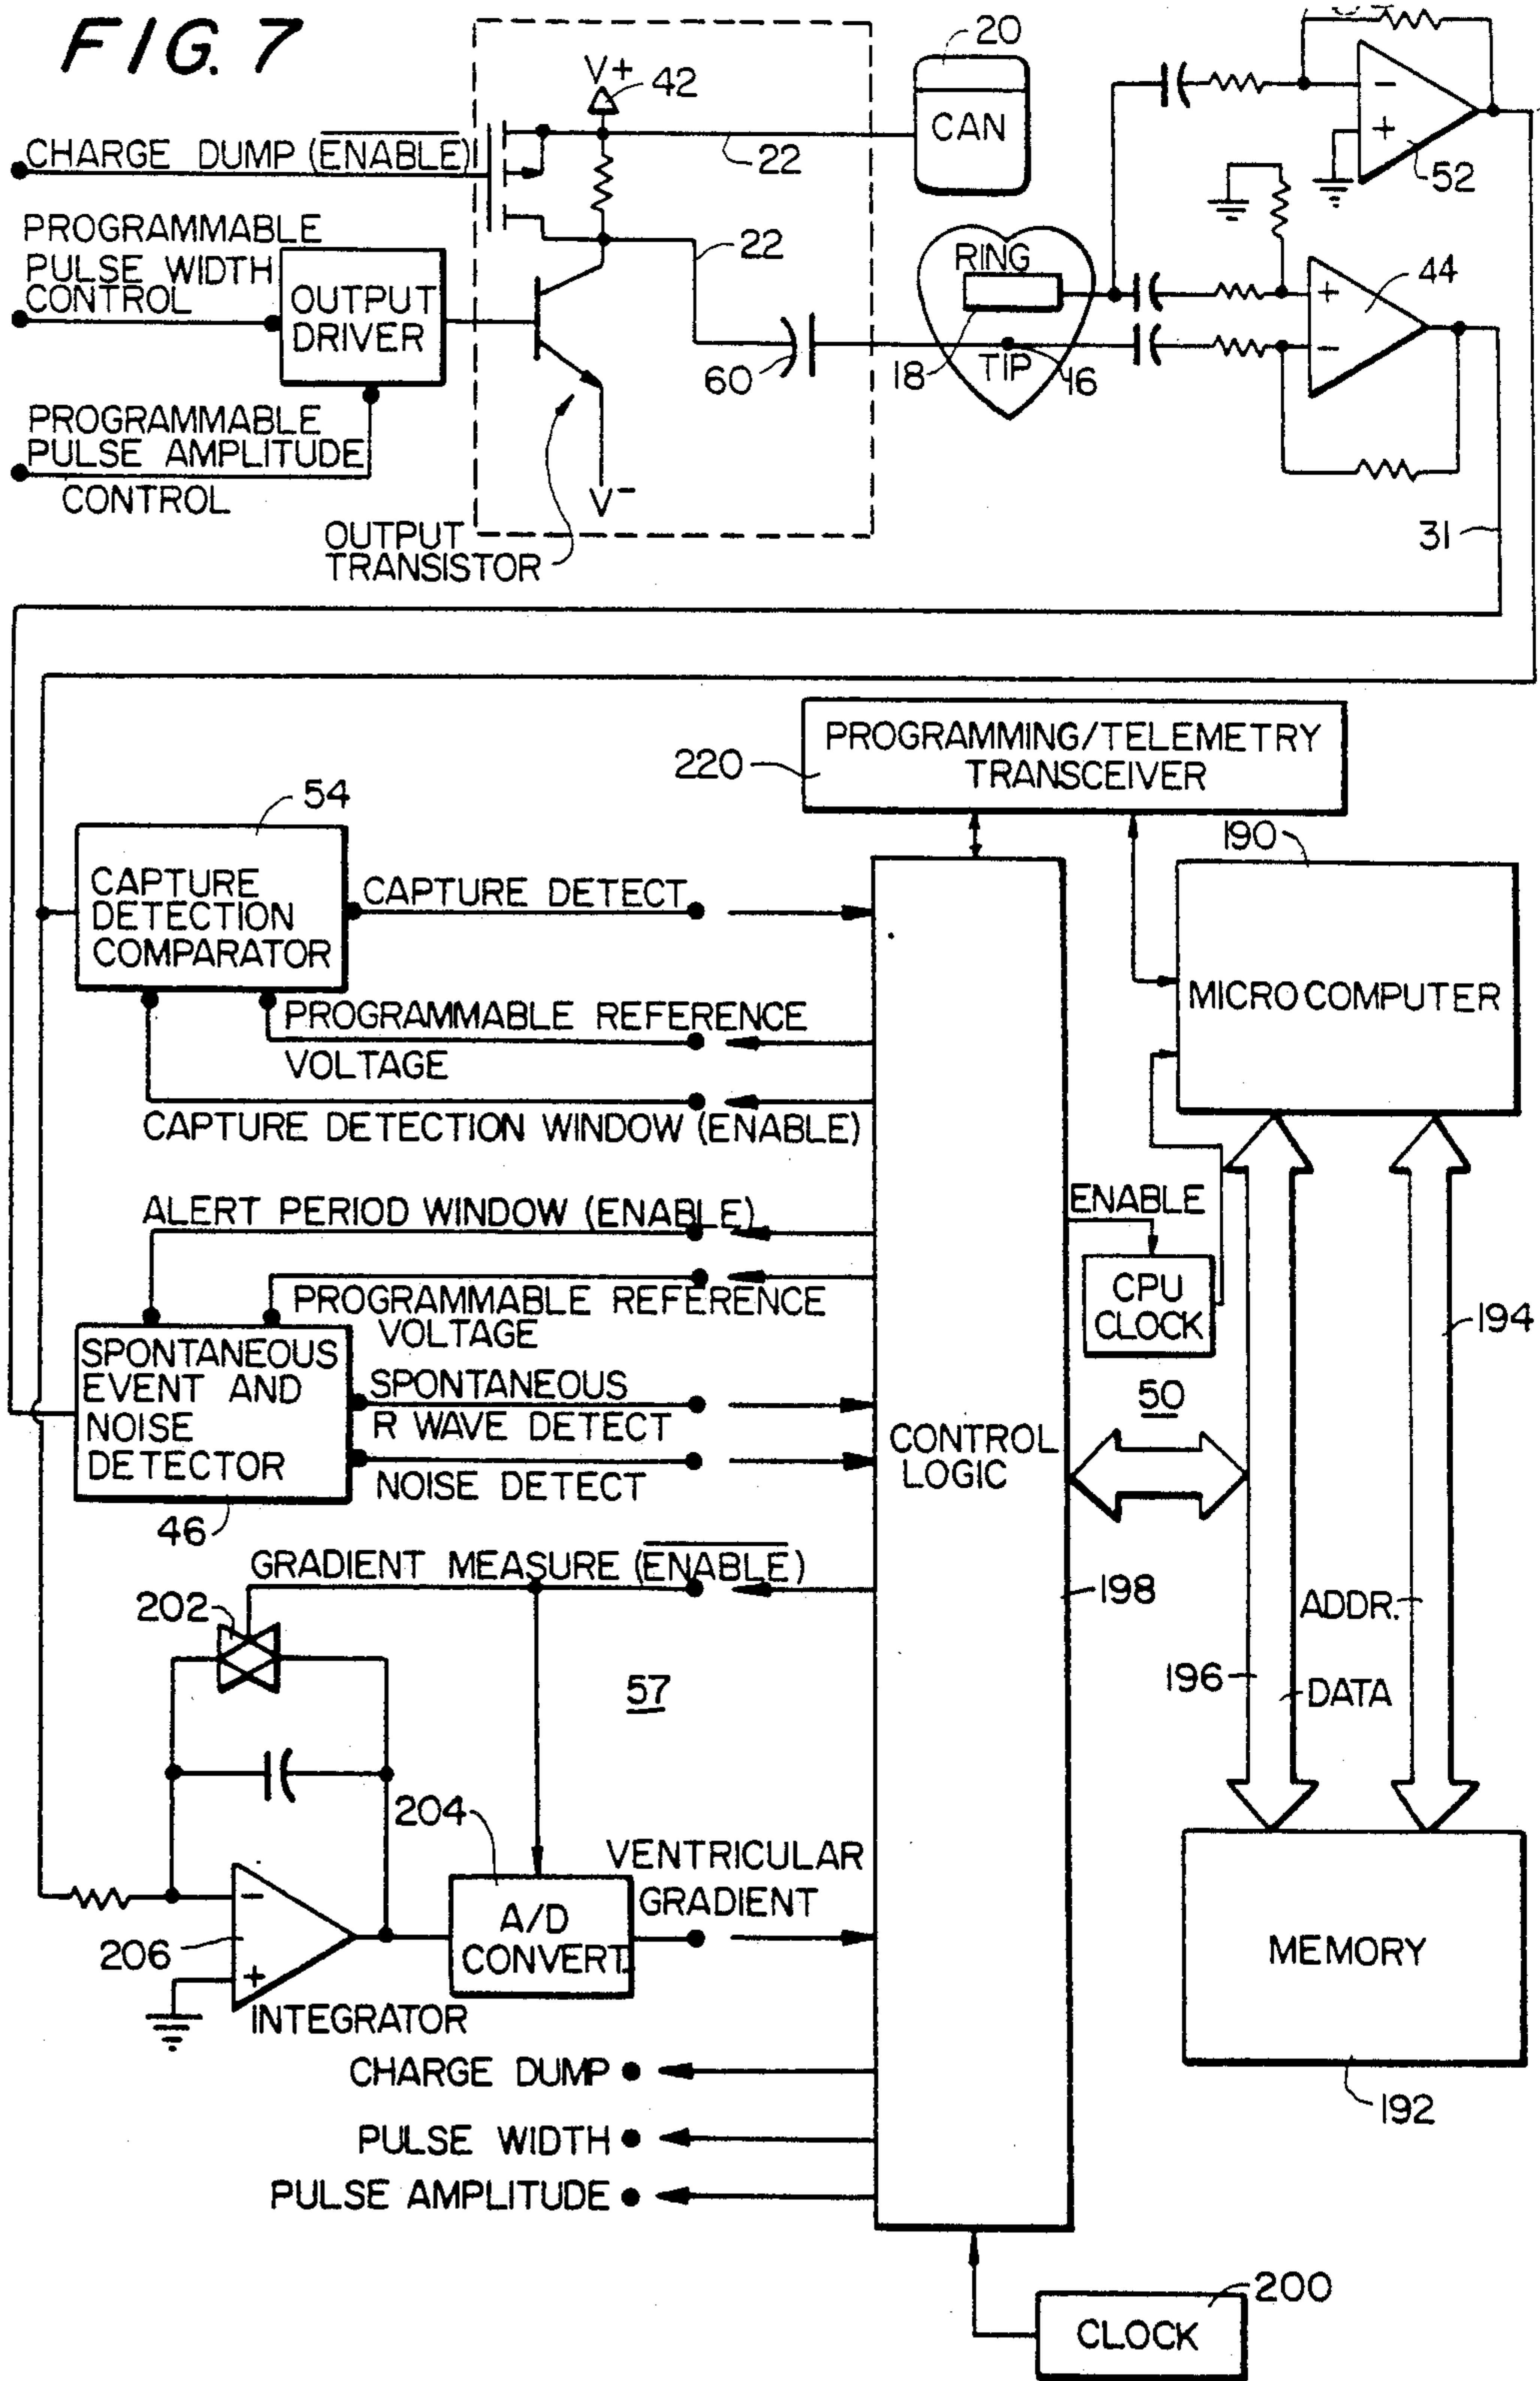 FIG. 7
V+
42
20
CAN
CHARGE DUMP (ENABLE)
22
-
+
52
PROGRAMMABLE
PULSE WIDTH
CONTROL
OUTPUT
DRIVER
22
RING
18
TIP
16
+
-
44
60
PROGRAMMABLE
PULSE AMPLITUDE
CONTROL
V-
OUTPUT
TRANSISTOR
31
PROGRAMMING/TELEMETRY
TRANSCEIVER
220
54
190
CAPTURE
DETECTION
COMPARATOR
CAPTURE DETECT
MICROCOMPUTER
PROGRAMMABLE REFERENCE
VOLTAGE
CAPTURE DETECTION WINDOW (ENABLE)
ALERT PERIOD WINDOW (ENABLE)
ENABLE
PROGRAMMABLE REFERENCE
VOLTAGE
CPU
CLOCK
194
SPONTANEOUS
EVENT AND
NOISE
DETECTOR
SPONTANEOUS
R WAVE DETECT
50
CONTROL
LOGIC
NOISE DETECT
46
GRADIENT MEASURE (ENABLE)
202
198
ADDR.
57
196
DATA
204
VENTRICULAR
GRADIENT
-
+
206
A/D
CONVERT.
MEMORY
INTEGRATOR
CHARGE DUMP
192
PULSE WIDTH
PULSE AMPLITUDE
200
CLOCK